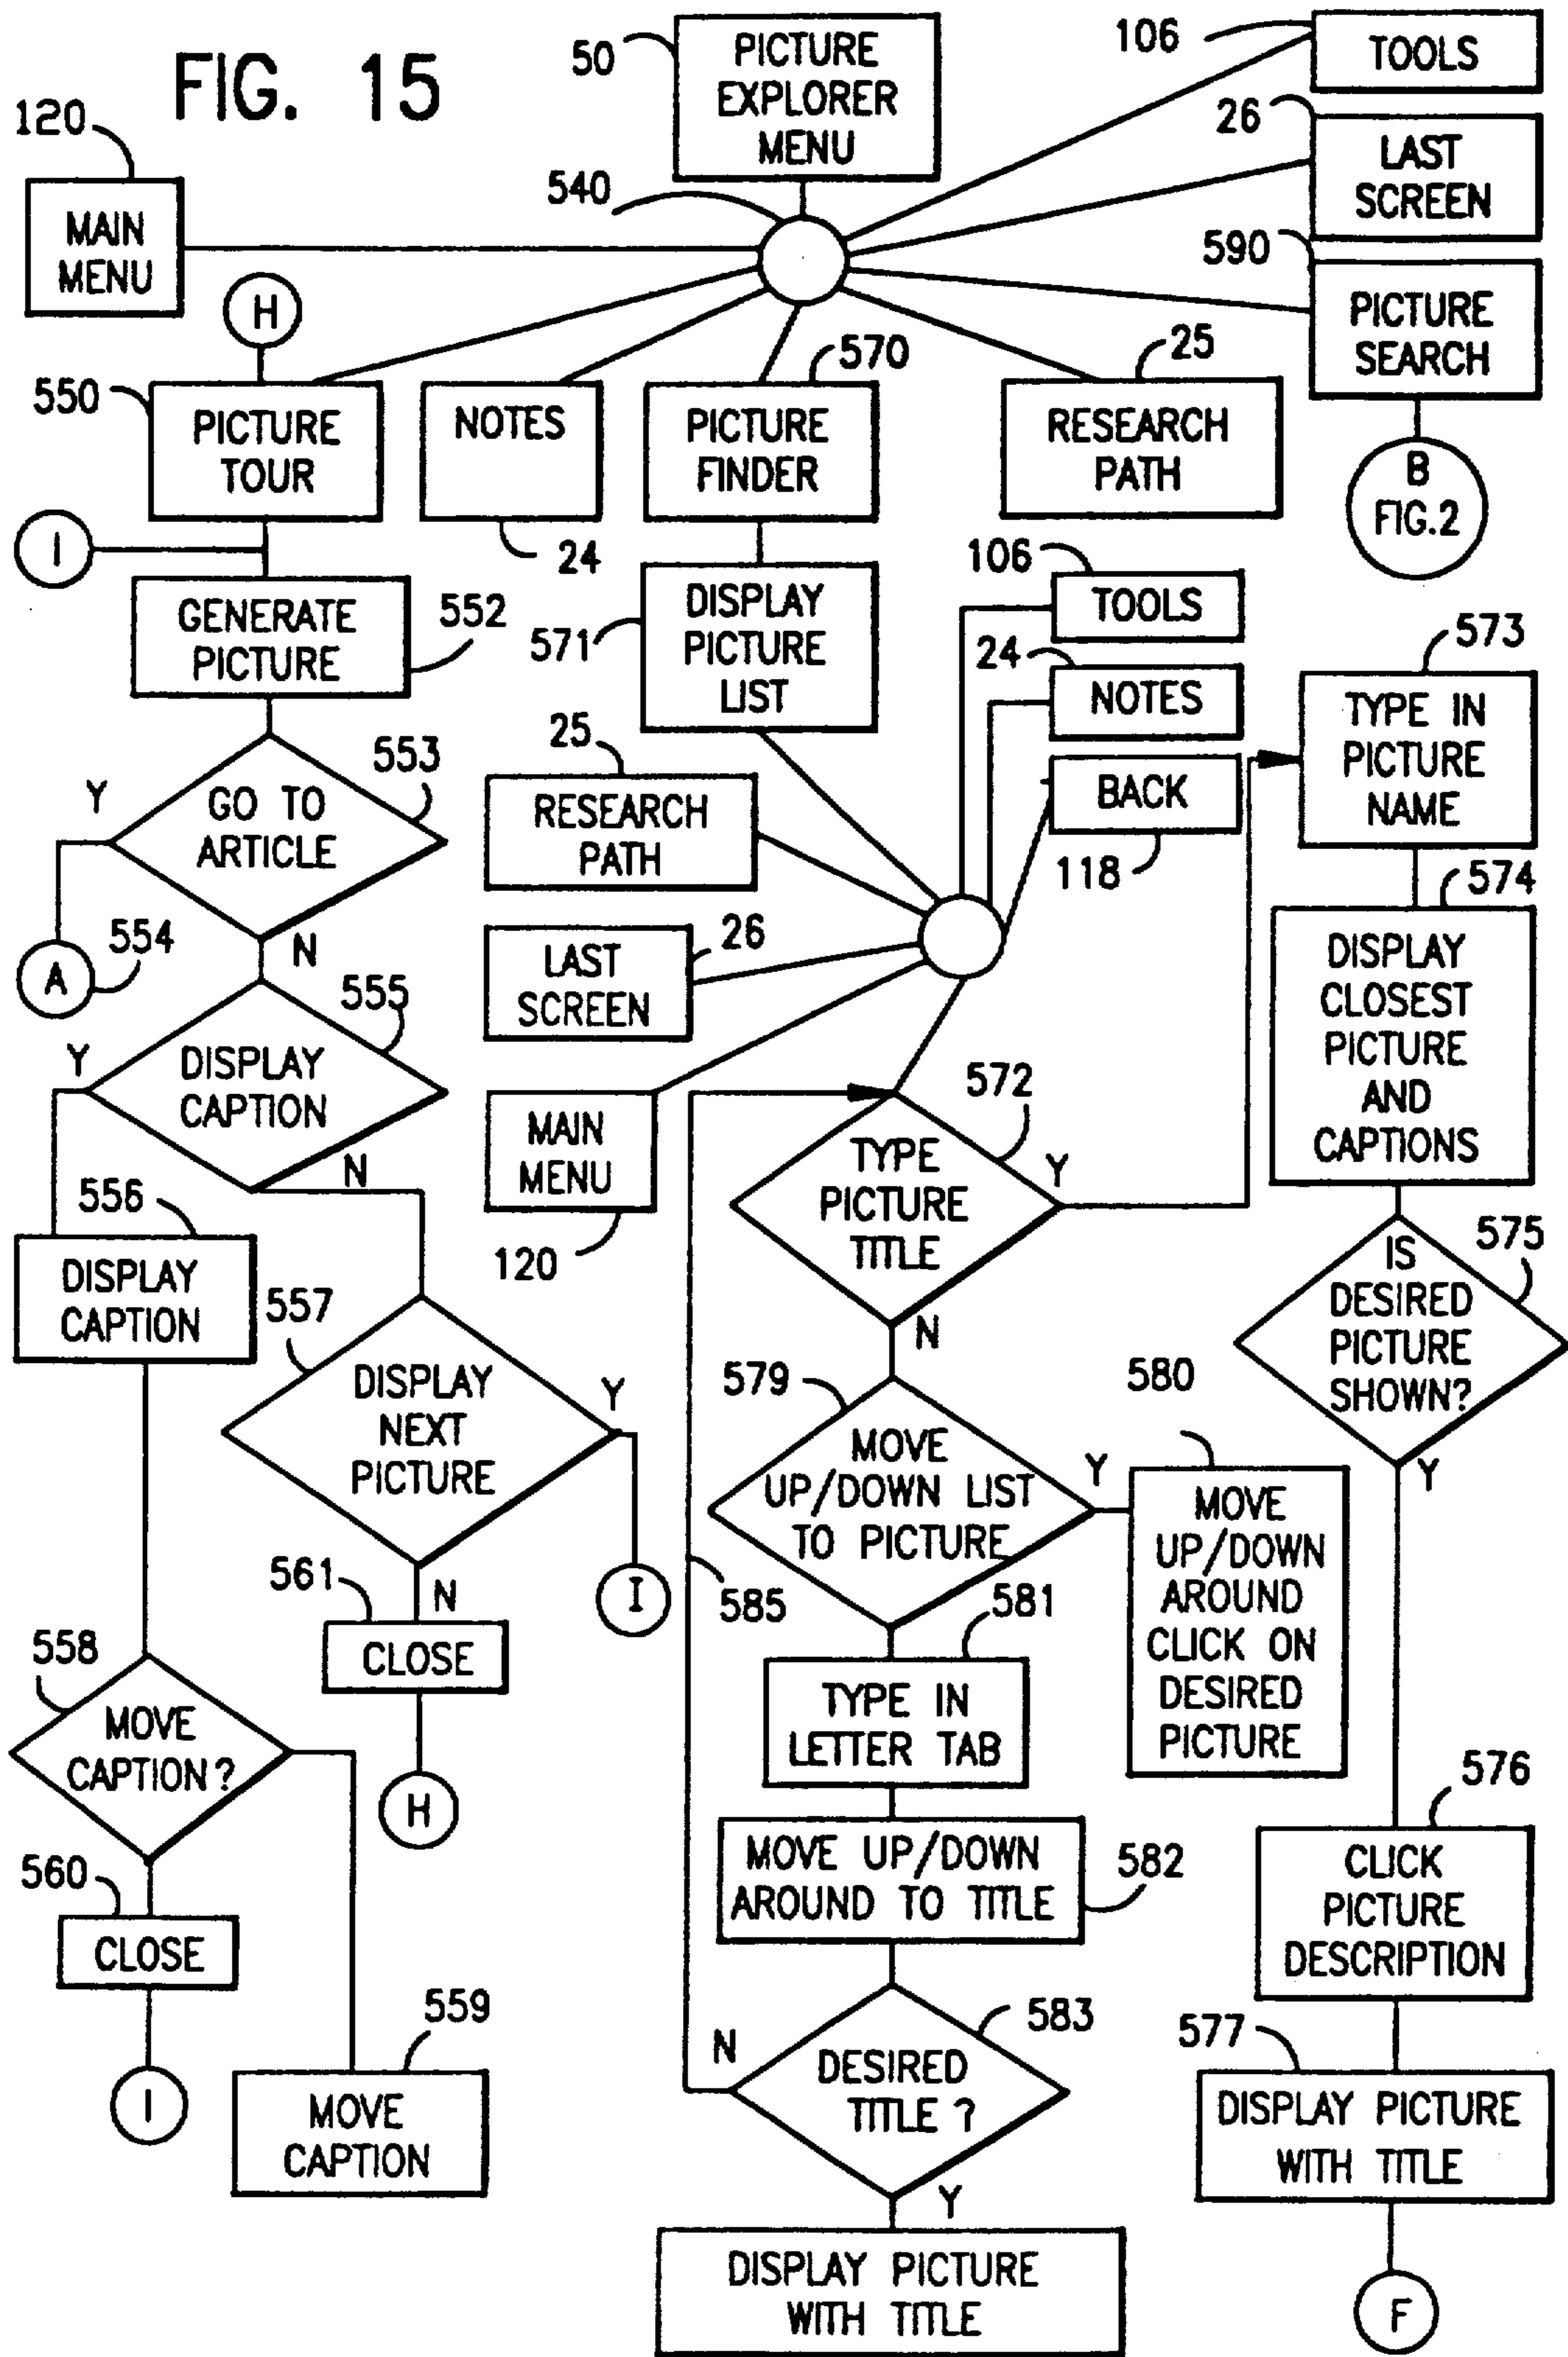 FIG. 15
50
PICTURE
EXPLORER
MENU
106
TOOLS
120
MAIN
MENU
540
26
LAST
SCREEN
590
PICTURE
SEARCH
H
550
PICTURE
TOUR
NOTES
24
570
PICTURE
FINDER
25
RESEARCH
PATH
B
FIG.2
I
GENERATE
PICTURE
552
571
DISPLAY
PICTURE
LIST
106
TOOLS
24
NOTES
BACK
118
573
TYPE IN
PICTURE
NAME
25
RESEARCH
PATH
Y
553
GO TO
ARTICLE
A
554
N
26
LAST
SCREEN
574
DISPLAY
CLOSEST
PICTURE
AND
CAPTIONS
555
Y
DISPLAY
CAPTION
N
MAIN
MENU
120
572
TYPE
PICTURE
TITLE
Y
N
575
IS
DESIRED
PICTURE
SHOWN?
Y
556
DISPLAY
CAPTION
557
DISPLAY
NEXT
PICTURE
Y
N
I
561
CLOSE
H
579
MOVE
UP/DOWN LIST
TO PICTURE
Y
580
MOVE
UP/DOWN
AROUND
CLICK ON
DESIRED
PICTURE
585
581
TYPE IN
LETTER TAB
558
MOVE
CAPTION?
560
CLOSE
I
559
MOVE
CAPTION
MOVE UP/DOWN
AROUND TO TITLE
582
576
CLICK
PICTURE
DESCRIPTION
583
N
DESIRED
TITLE ?
Y
577
DISPLAY PICTURE
WITH TITLE
DISPLAY PICTURE
WITH TITLE
F